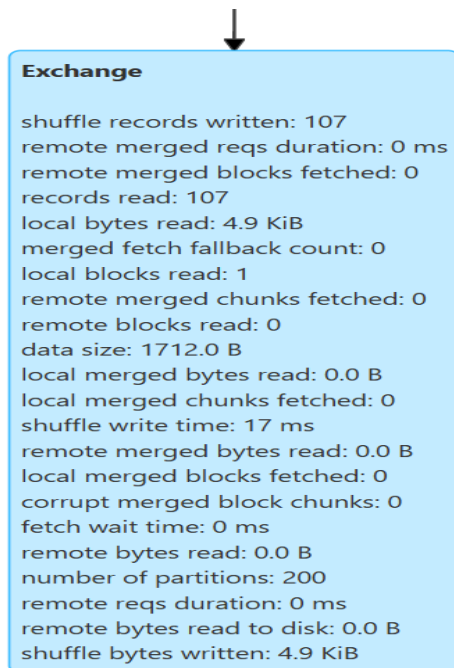 Exchange
shuffle records written: 107
remote merged reqs duration: 0 ms
remote merged blocks fetched: 0
records read: 107
local bytes read: 4.9 KiB
merged fetch fallback count: 0
local blocks read: 1
remote merged chunks fetched: 0
remote blocks read: 0
data size: 1712.0 B
local merged bytes read: 0.0 B
local merged chunks fetched: 0
shuffle write time: 17 ms
remote merged bytes read: 0.0 B
local merged blocks fetched: 0
corrupt merged block chunks: 0
fetch wait time: 0 ms
remote bytes read: 0.0 B
number of partitions: 200
remote reqs duration: 0 ms
remote bytes read to disk: 0.0 B
shuffle bytes written: 4.9 KiB